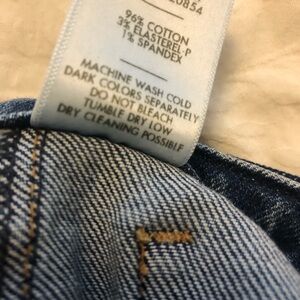 20854
96% COTTON
3% ELASTEREL-P
1% SPANDEX
MACHINE WASH COLD
DARK COLORS SEPARATELY
DO NOT BLEACH
TUMBLE DRY LOW
DRY CLEANING POSSIBLE